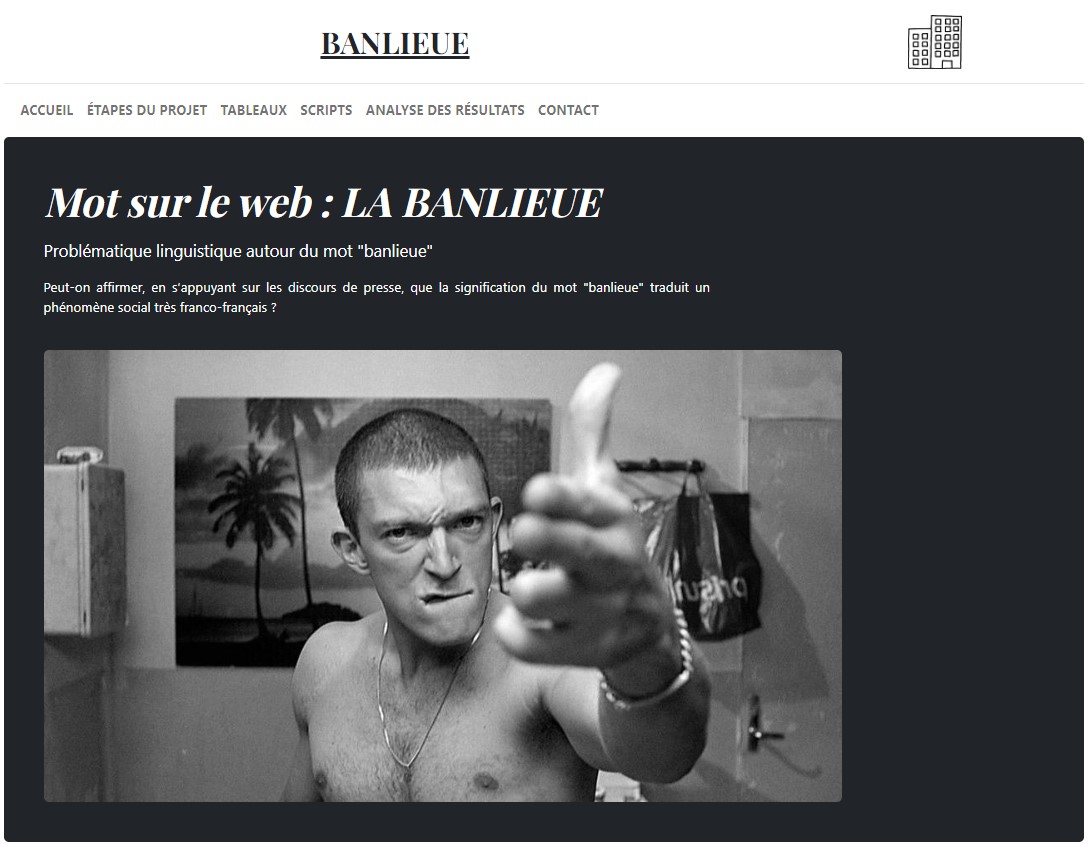 BANLIEUE
ACCUEIL ÉTAPES DU PROJET TABLEAUX SCRIPTS ANALYSE DES RÉSULTATS CONTACT
Mot sur le web : LA BANLIEUE
Problématique linguistique autour du mot "banlieue"
Peut-on affirmer, en s’appuyant sur les discours de presse, que la signification du mot "banlieue" traduit un
phénomène social très franco-français ?